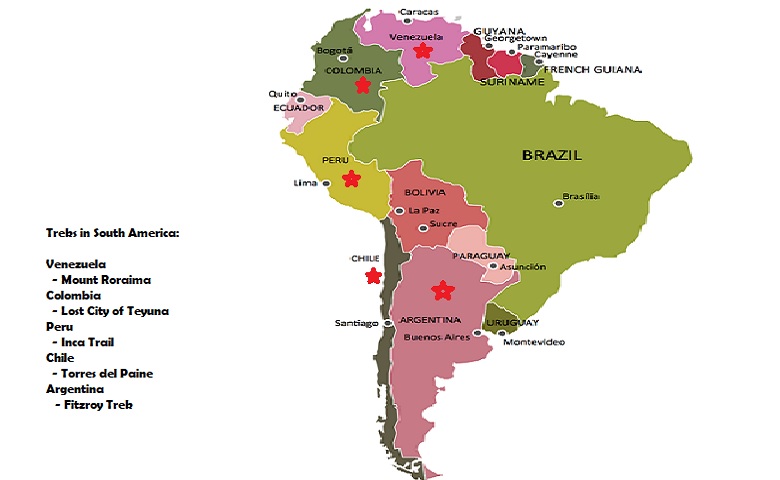 Caracas
Venezuela
GUYANA
Georgetown
Paramaribo
Cayenne
FRENCH GUIANA
SURINAME
Bogotá
COLOMBIA
Quito
ECUADOR
PERU
Lima
BRAZIL
Brasília
BOLIVIA
La Paz
Sucre
PARAGUAY
Asunción
CHILE
Santiago
ARGENTINA
Buenos Aires
URUGUAY
Montevideo
Treks in South America:
Venezuela
- Mount Roraima
Colombia
- Lost City of Teyuna
Peru
- Inca Trail
Chile
- Torres del Paine
Argentina
- Fitzroy Trek